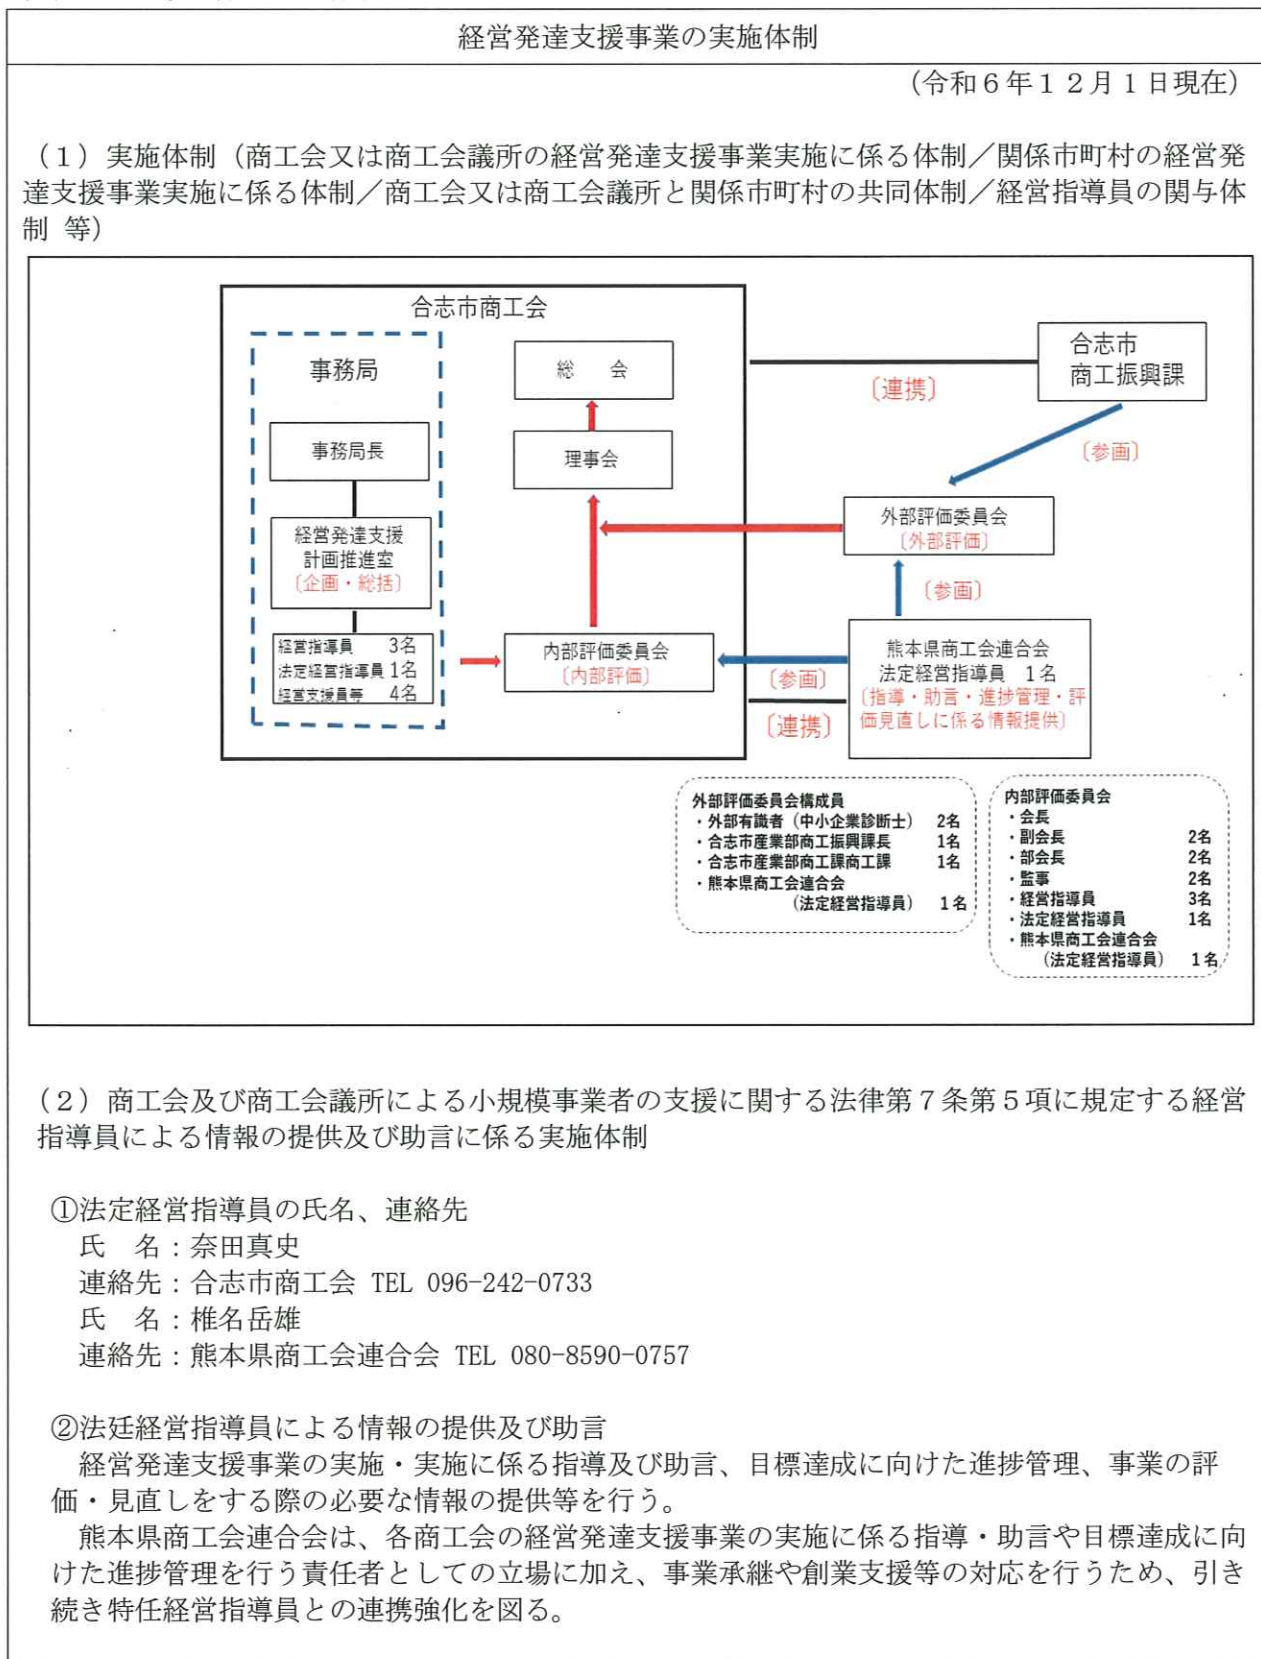 経営発達支援事業の実施体制
(令和6年12月1日現在)
(1)実施体制(商工会又は商工会議所の経営発達支援事業実施に係る体制/関係市町村の経営発
達支援事業実施に係る体制/商工会又は商工会議所と関係市町村の共同体制/経営指導員の関与体
制 等)
合志市商工会
事務局
事務局長
経営発達支援
計画推進室
〔企画・総括〕
経営指導員 3名
法定経営指導員 1名
経営支援員等 4名
総 会
理事会
内部評価委員会
〔内部評価〕
〔連携〕
合志市
商工振興課
〔参画〕
外部評価委員会
〔外部評価〕
〔参画〕
熊本県商工会連合会
法定経営指導員 1名
〔指導・助言・進捗管理・評
価見直しに係る情報提供〕
〔参画〕
〔連携〕
外部評価委員会構成員
・外部有識者(中小企業診断士) 2名
・合志市産業部商工振興課長 1名
・合志市産業部商工課商工課 1名
・熊本県商工会連合会
(法定経営指導員) 1名
内部評価委員会
・会長
・副会長 2名
・部会長 2名
・監事 2名
・経営指導員 3名
・法定経営指導員 1名
・熊本県商工会連合会
(法定経営指導員) 1名
(2)商工会及び商工会議所による小規模事業者の支援に関する法律第7条第5項に規定する経営
指導員による情報の提供及び助言に係る実施体制
①法定経営指導員の氏名、連絡先
氏 名:奈田真史
連絡先:合志市商工会 TEL 096-242-0733
氏 名:椎名岳雄
連絡先:熊本県商工会連合会 TEL 080-8590-0757
②法廷経営指導員による情報の提供及び助言
経営発達支援事業の実施・実施に係る指導及び助言、目標達成に向けた進捗管理、事業の評
価・見直しをする際の必要な情報の提供等を行う。
熊本県商工会連合会は、各商工会の経営発達支援事業の実施に係る指導・助言や目標達成に向
けた進捗管理を行う責任者としての立場に加え、事業承継や創業支援等の対応を行うため、引き
続き特任経営指導員との連携強化を図る。